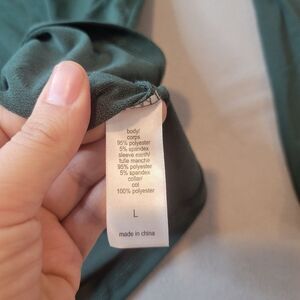 body/
corps
95% polyester
5% spandex
sleeve earth/
tulle manche
95% polyester
5% spandex
collar/
col
100% polyester
L
made in china